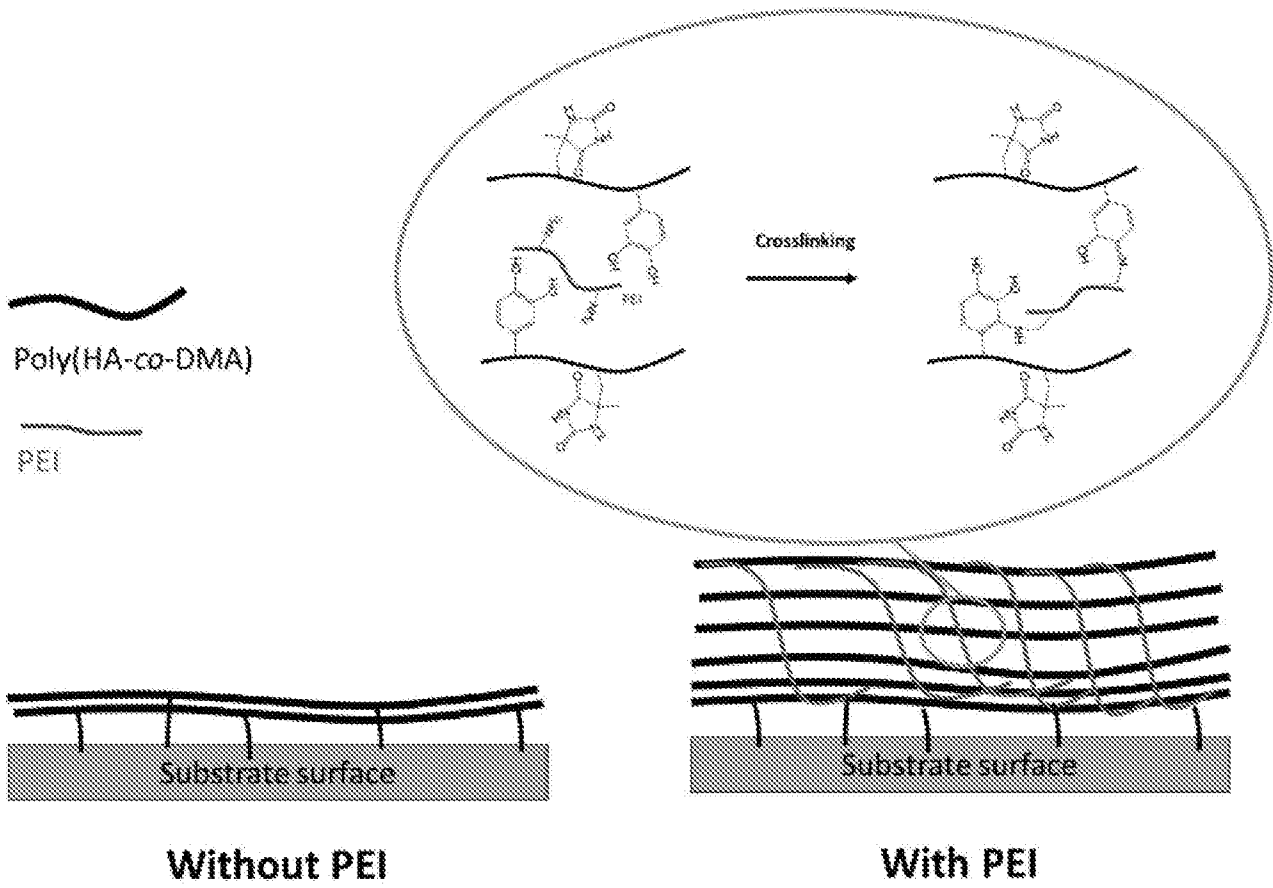 Crosslinking
PEI
Poly(HA-co-DMA)
PEI
Substrate surface
Substrate surface
Without PEI
With PEI